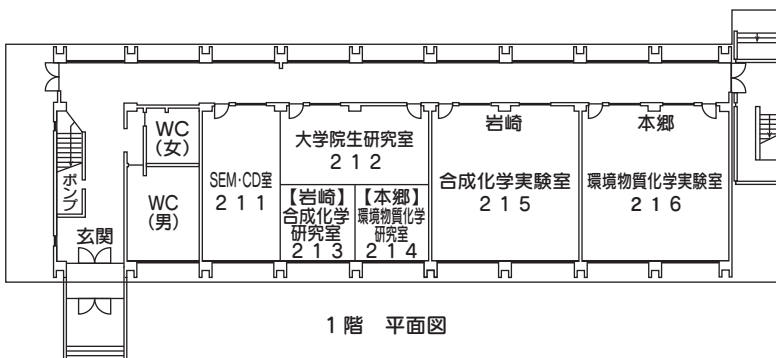 WC
(女)
WC
(男)
ポンプ
玄関
SEM・CD室
211
大学院生研究室
212
【岩崎】
合成化学
研究室
213
【本郷】
環境物質化学
研究室
214
岩崎
合成化学実験室
215
本郷
環境物質化学実験室
216
1階 平面図